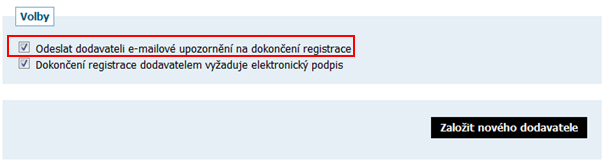 Volby
Odeslat dodavateli e-mailové upozornění na dokončení registrace
Dokončení registrace dodavatelem vyžaduje elektronický podpis
Založit nového dodavatele